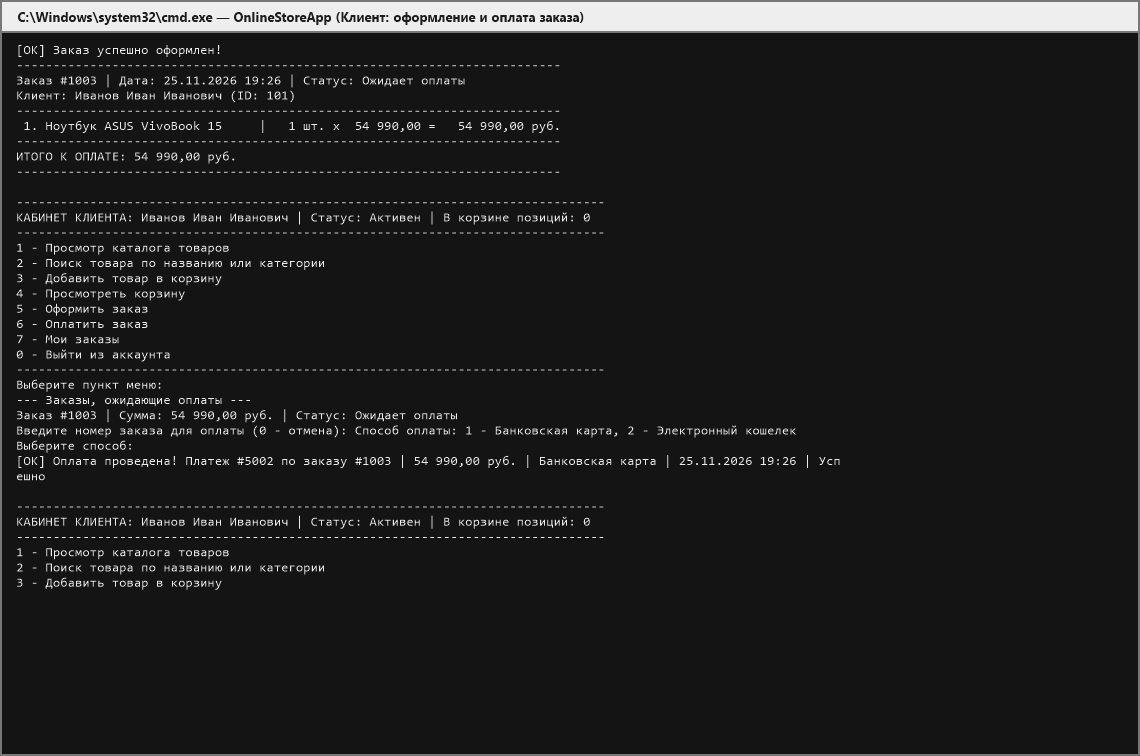 C:\Windows\system32\cmd.exe — OnlineStoreApp (Клиент: оформление и оплата заказа)
[OK] Заказ успешно оформлен!
--------------------------------------------------------------------------
Заказ #1003 | Дата: 25.11.2026 19:26 | Статус: Ожидает оплаты
Клиент: Иванов Иван Иванович (ID: 101)
--------------------------------------------------------------------------
 1. Ноутбук ASUS VivoBook 15     |   1 шт. x  54 990,00 =   54 990,00 руб.
--------------------------------------------------------------------------
ИТОГО К ОПЛАТЕ: 54 990,00 руб.
--------------------------------------------------------------------------

--------------------------------------------------------------------------------
КАБИНЕТ КЛИЕНТА: Иванов Иван Иванович | Статус: Активен | В корзине позиций: 0
--------------------------------------------------------------------------------
1 - Просмотр каталога товаров
2 - Поиск товара по названию или категории
3 - Добавить товар в корзину
4 - Просмотреть корзину
5 - Оформить заказ
6 - Оплатить заказ
7 - Мои заказы
0 - Выйти из аккаунта
--------------------------------------------------------------------------------
Выберите пункт меню:
--- Заказы, ожидающие оплаты ---
Заказ #1003 | Сумма: 54 990,00 руб. | Статус: Ожидает оплаты
Введите номер заказа для оплаты (0 - отмена): Способ оплаты: 1 - Банковская карта, 2 - Электронный кошелек
Выберите способ:
[OK] Оплата проведена! Платеж #5002 по заказу #1003 | 54 990,00 руб. | Банковская карта | 25.11.2026 19:26 | Усп
ешно

--------------------------------------------------------------------------------
КАБИНЕТ КЛИЕНТА: Иванов Иван Иванович | Статус: Активен | В корзине позиций: 0
--------------------------------------------------------------------------------
1 - Просмотр каталога товаров
2 - Поиск товара по названию или категории
3 - Добавить товар в корзину